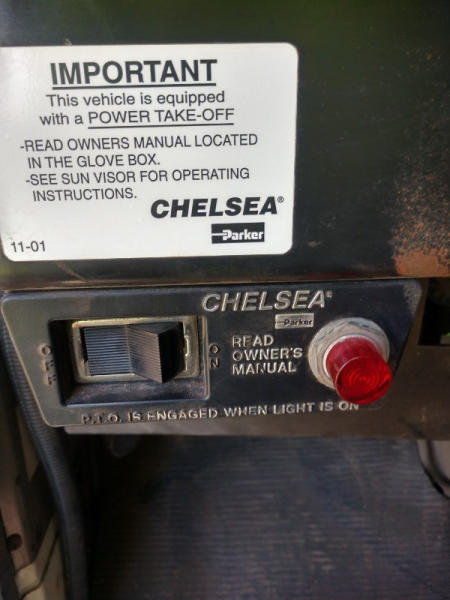 IMPORTANT
This vehicle is equipped
with a POWER TAKE-OFF
-READ OWNERS MANUAL LOCATED
IN THE GLOVE BOX.
-SEE SUN VISOR FOR OPERATING
INSTRUCTIONS.
CHELSEA®
Parker
11-01
CHELSEA®
Parker
P.T.O.
ON
READ
OWNER'S
MANUAL
P.T.O. IS ENGAGED WHEN LIGHT IS ON